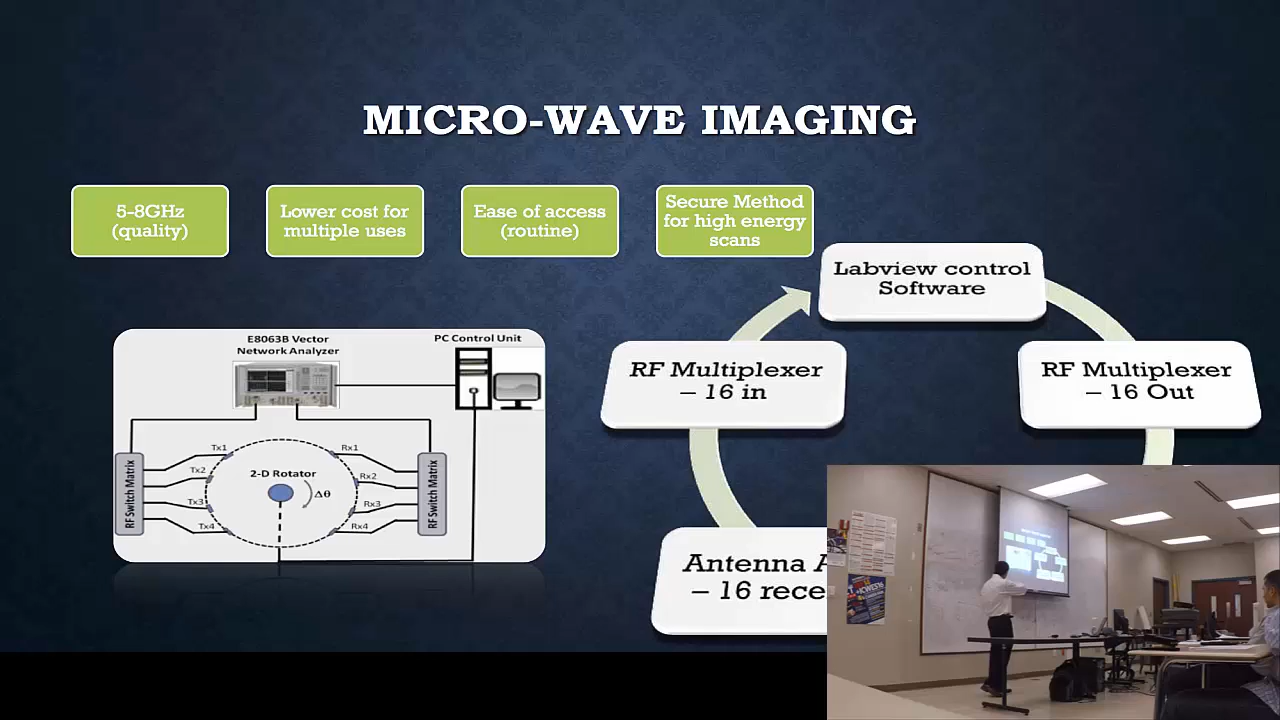 MICRO-WAVE IMAGING
5-8GHz
(quality)
Lower cost for
multiple uses
Ease of access
(routine)
Secure Method
for high energy
scans
Labview control
Software
RF Multiplexer
– 16 in
RF Multiplexer
– 16 Out
Antenna
– 16 rece
E8063B Vector
Network Analyzer
PC Control Unit
RF Switch Matrix
Tx1
Tx2
Tx3
Tx4
2-D Rotator
Δθ
Rx1
Rx2
Rx3
Rx4
RF Switch Matrix